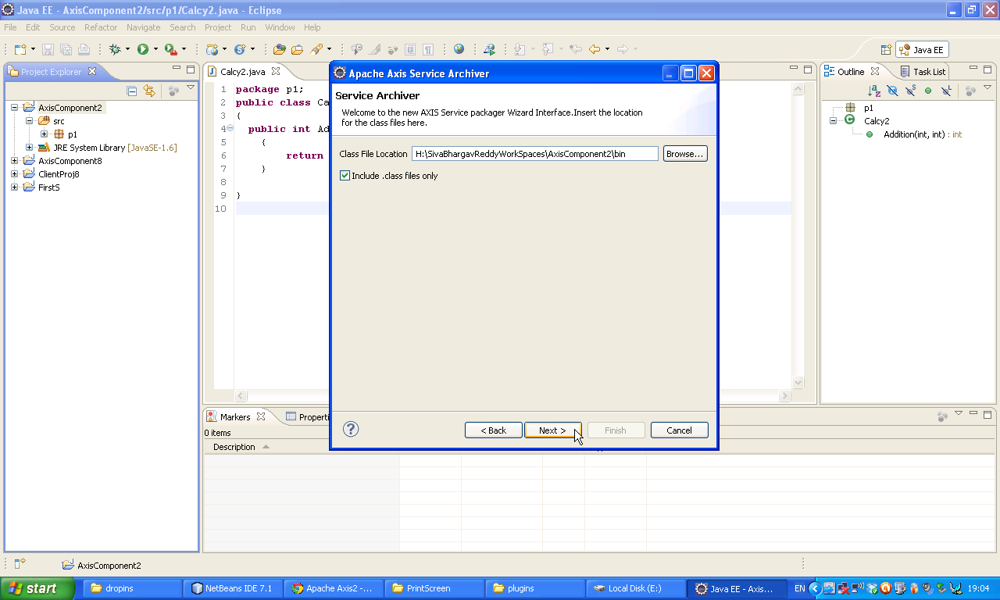 Java EE - AxisComponent2/src/p1/Calcy2.java - Eclipse
File Edit Source Refactor Navigate Search Project Run Window Help
Java EE
Project Explorer
AxisComponent2
src
p1
JRE System Library [JavaSE-1.6]
AxisComponent8
ClientProj8
First5
Calcy2.java
1 package p1;
2 public class Ca
3 {
4 public int Ad
5 {
6 return
7 }
8
9 }
10
Apache Axis Service Archiver
Service Archiver
Welcome to the new AXIS Service packager Wizard Interface.Insert the location
for the class files here.
Class File Location H:\SivaBhargavReddyWorkSpaces\AxisComponent2\bin Browse...
Include .class files only
? < Back Next > Finish Cancel
Outline Task List
p1
Calcy2
Addition(int, int) : int
Markers Properti
0 items
Description
AxisComponent2
start dropins NetBeans IDE 7.1 Apache Axis2 -... PrintScreen plugins Local Disk (E:) Java EE - Axis... EN 19:04